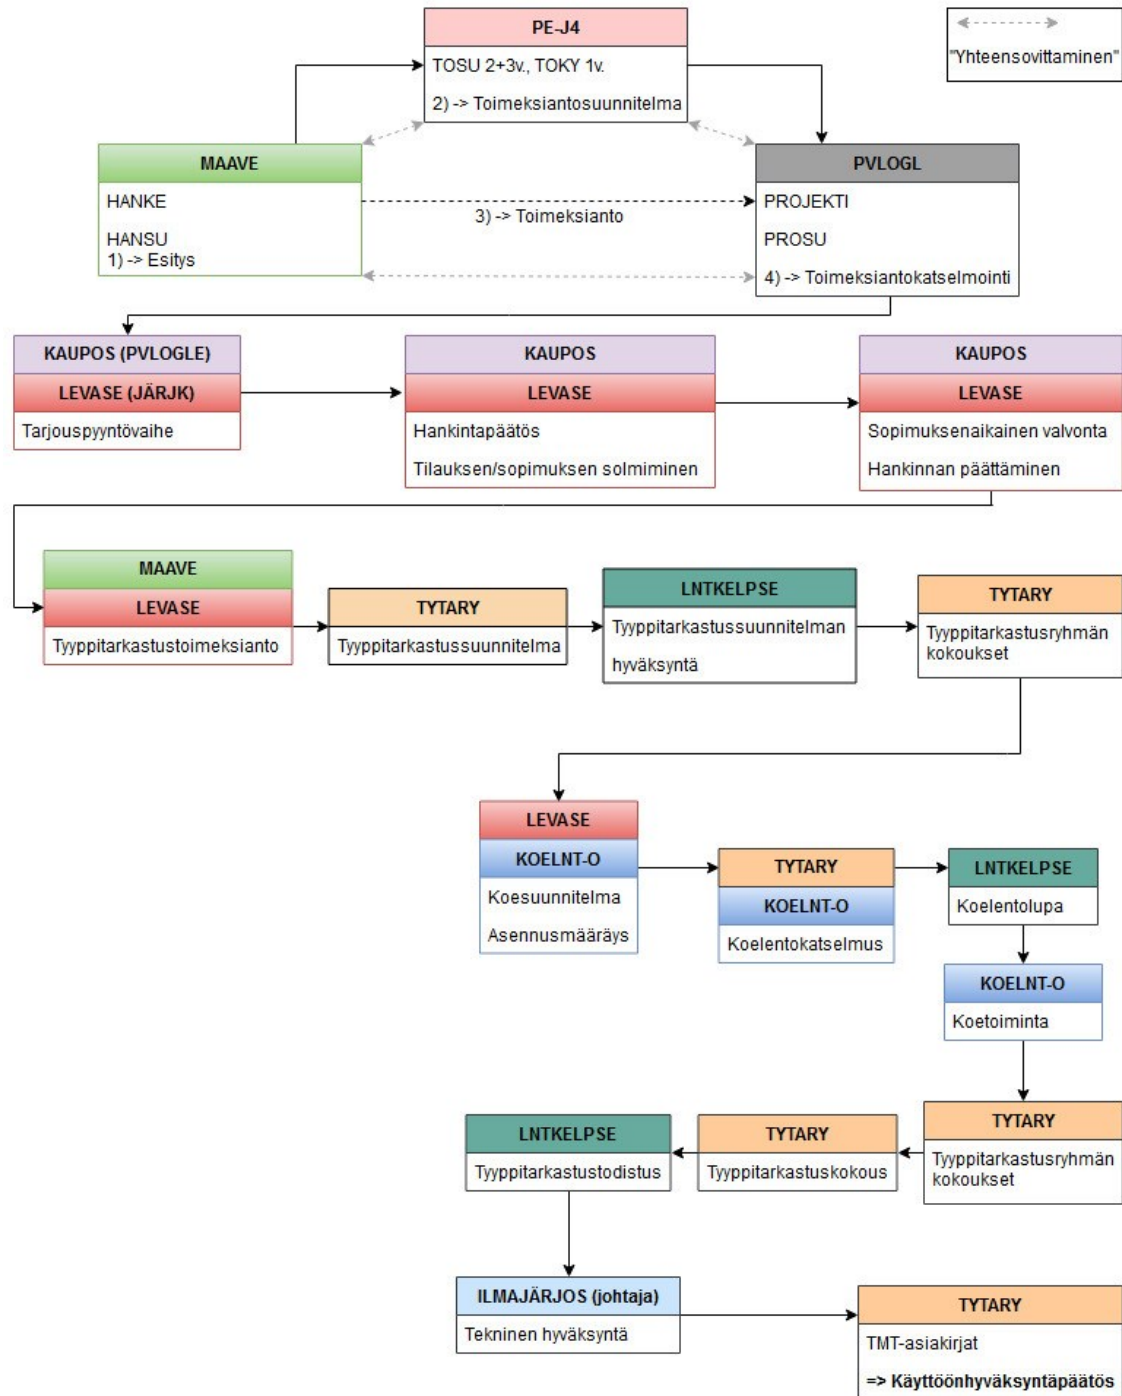 PE-J4
TOSU 2+3v., TOKY 1v.
2) -> Toimeksiantosuunnitelma
"Yhteensovittaminen"
MAAVE
HANKE
HANSU
1) -> Esitys
3) -> Toimeksianto
PVLOGL
PROJEKTI
PROSU
4) -> Toimeksiantokatselmointi
KAUPOS (PVLOGLE)
LEVASE (JÄRJK)
Tarjouspyyntövaihe
KAUPOS
LEVASE
Hankintapäätös
Tilauksen/sopimuksen solmiminen
KAUPOS
LEVASE
Sopimuksenaikainen valvonta
Hankinnan päättäminen
MAAVE
LEVASE
Tyyppitarkastustoimeksianto
TYTARY
Tyyppitarkastussuunnitelma
LNTKELPSE
Tyyppitarkastussuunnitelman
hyväksyntä
TYTARY
Tyyppitarkastusryhmän
kokoukset
LEVASE
KOELNT-O
Koesuunnitelma
Asennusmääräys
TYTARY
KOELNT-O
Koelentokatselmus
LNTKELPSE
Koelentolupa
KOELNT-O
Koetoiminta
TYTARY
Tyyppitarkastusryhmän
kokoukset
TYTARY
Tyyppitarkastuskokous
LNTKELPSE
Tyyppitarkastustodistus
ILMAJÄRJOS (johtaja)
Tekninen hyväksyntä
TYTARY
TMT-asiakirjat
=> Käyttöönhyväksyntäpäätös